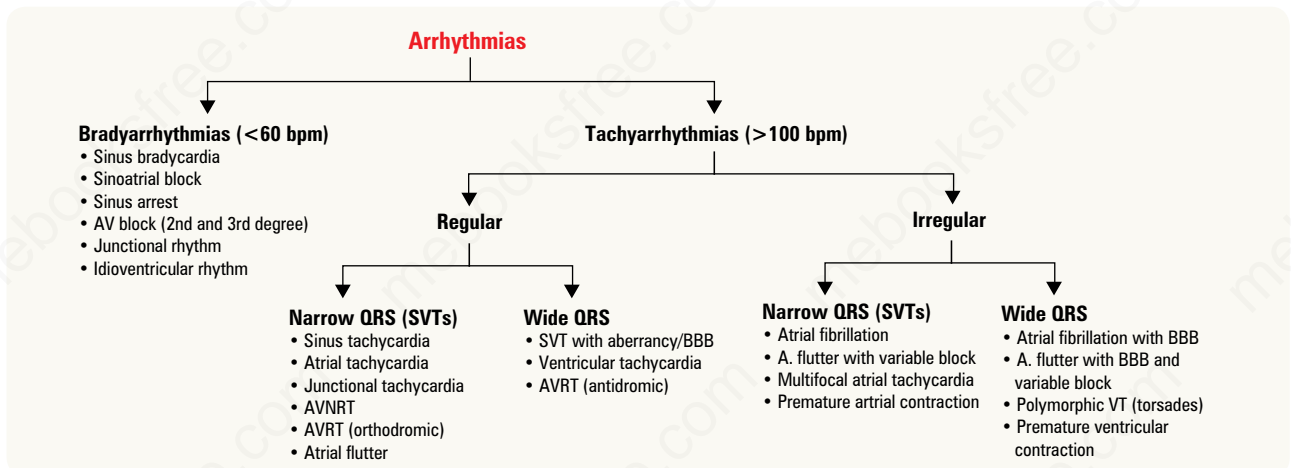 Arrhythmias
Bradyarrhythmias (<60 bpm)
• Sinus bradycardia
• Sinoatrial block
• Sinus arrest
• AV block (2nd and 3rd degree)
• Junctional rhythm
• Idioventricular rhythm
Tachyarrhythmias (>100 bpm)
Regular
Narrow QRS (SVTs)
• Sinus tachycardia
• Atrial tachycardia
• Junctional tachycardia
• AVNRT
• AVRT (orthodromic)
• Atrial flutter
Wide QRS
• SVT with aberrancy/BBB
• Ventricular tachycardia
• AVRT (antidromic)
Irregular
Narrow QRS (SVTs)
• Atrial fibrillation
• A. flutter with variable block
• Multifocal atrial tachycardia
• Premature artrial contraction
Wide QRS
• Atrial fibrillation with BBB
• A. flutter with BBB and
variable block
• Polymorphic VT (torsades)
• Premature ventricular
contraction
mebooksfree.com